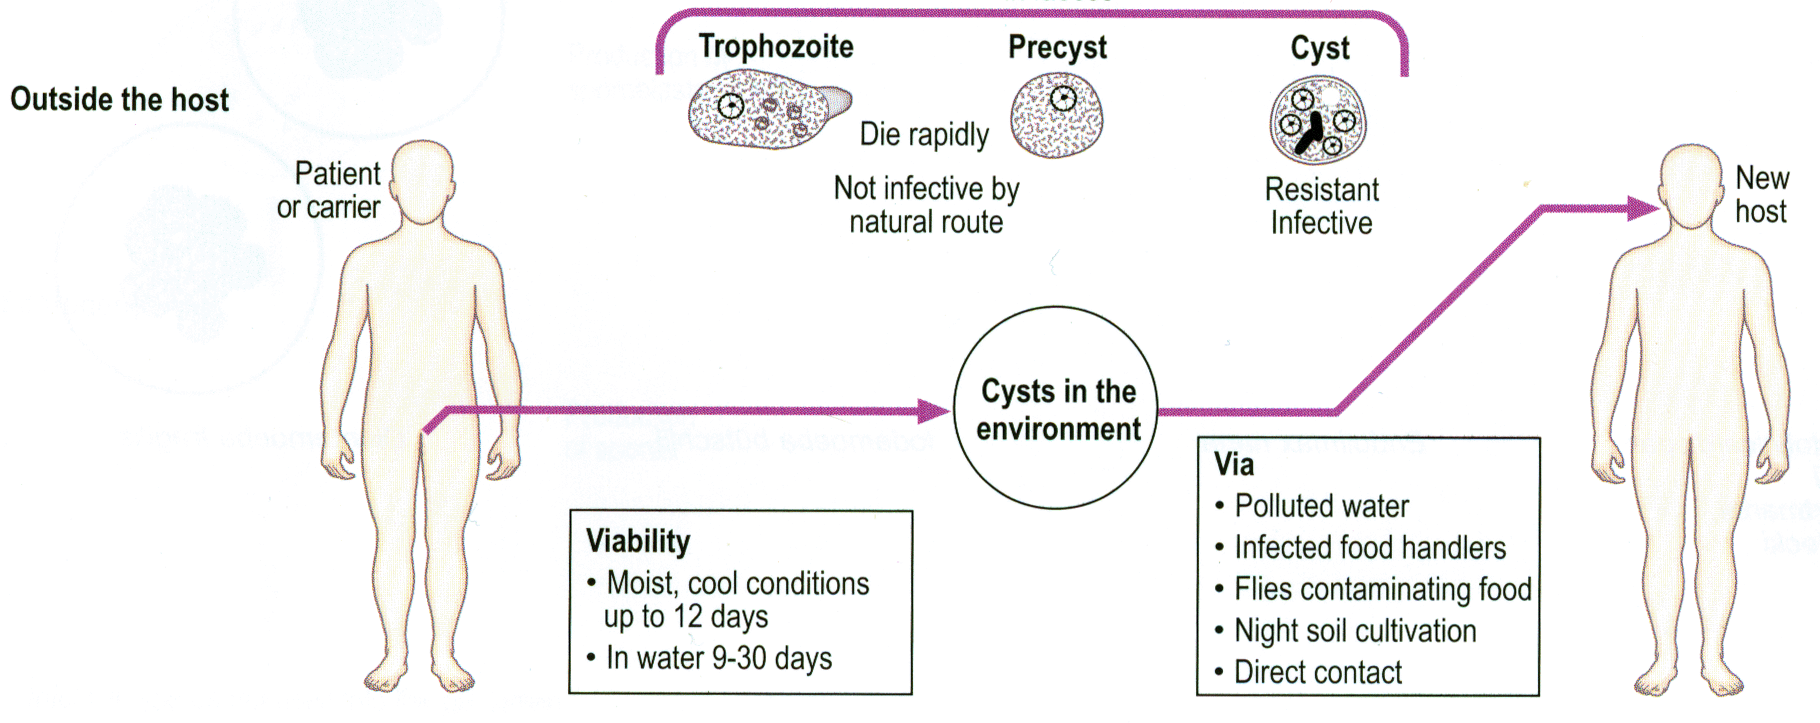 Trophozoite
Precyst
Cyst
Outside the host
Die rapidly
Patient
or carrier
Not infective by
natural route
Resistant
Infective
New
host
Cysts in the
environment
Viability
• Moist, cool conditions
up to 12 days
• In water 9-30 days
Via
• Polluted water
• Infected food handlers
• Flies contaminating food
• Night soil cultivation
• Direct contact